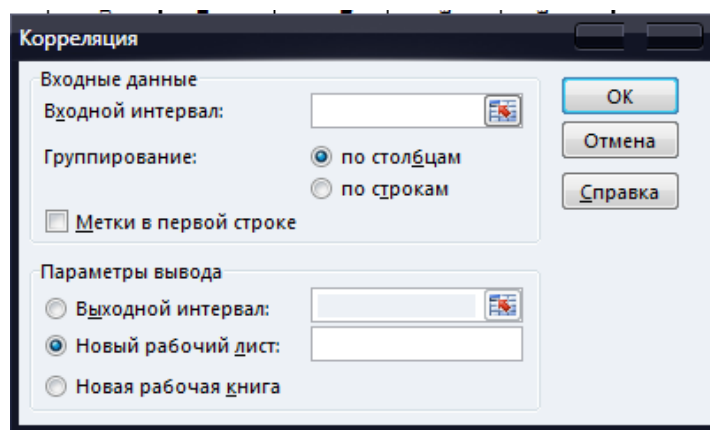 Корреляция
Входные данные
Входной интервал:
ОК
Группирование:
по столбцам
Отмена
по строкам
Справка
Метки в первой строке
Параметры вывода
Выходной интервал:
Новый рабочий лист:
Новая рабочая книга